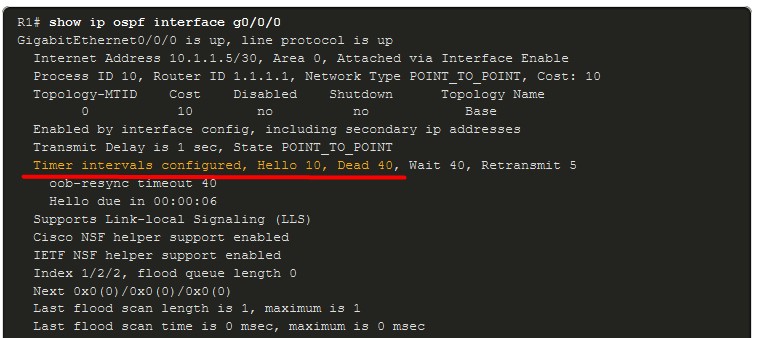 R1# show ip ospf interface g0/0/0
GigabitEthernet0/0/0 is up, line protocol is up
Internet Address 10.1.1.5/30, Area 0, Attached via Interface Enable
Process ID 10, Router ID 1.1.1.1, Network Type POINT_TO_POINT, Cost: 10
Topology-MTID Cost Disabled Shutdown Topology Name
0 10 no no Base
Enabled by interface config, including secondary ip addresses
Transmit Delay is 1 sec, State POINT_TO_POINT
Timer intervals configured, Hello 10, Dead 40, Wait 40, Retransmit 5
oob-resync timeout 40
Hello due in 00:00:06
Supports Link-local Signaling (LLS)
Cisco NSF helper support enabled
IETF NSF helper support enabled
Index 1/2/2, flood queue length 0
Next 0x0(0)/0x0(0)/0x0(0)
Last flood scan length is 1, maximum is 1
Last flood scan time is 0 msec, maximum is 0 msec